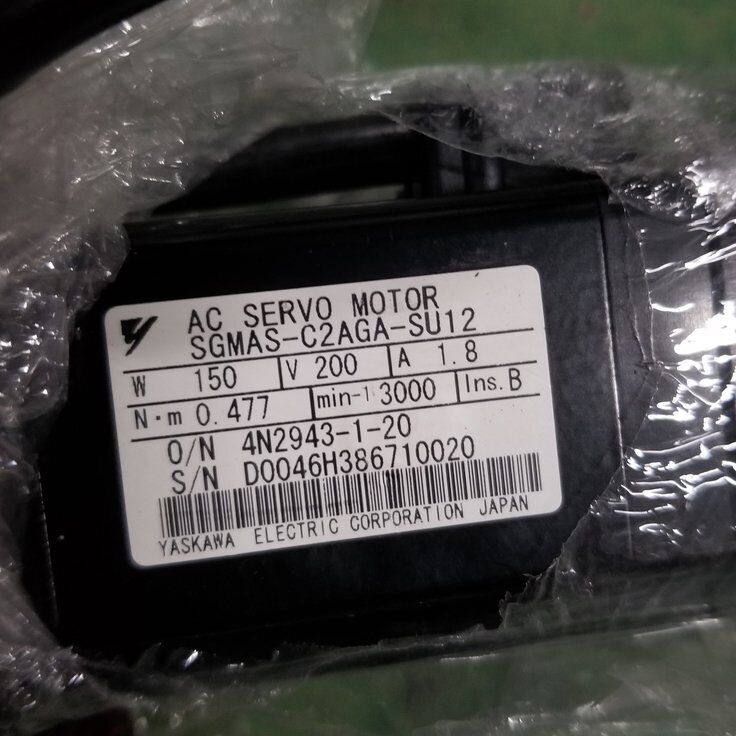 AC SERVO MOTOR
SGMAS-C2AGA-SU12
W 150 V 200 A 1.8
N·m 0.477 min-1 3000 Ins. B
O/N 4N2943-1-20
S/N D0046H386710020
YASKAWA ELECTRIC CORPORATION JAPAN